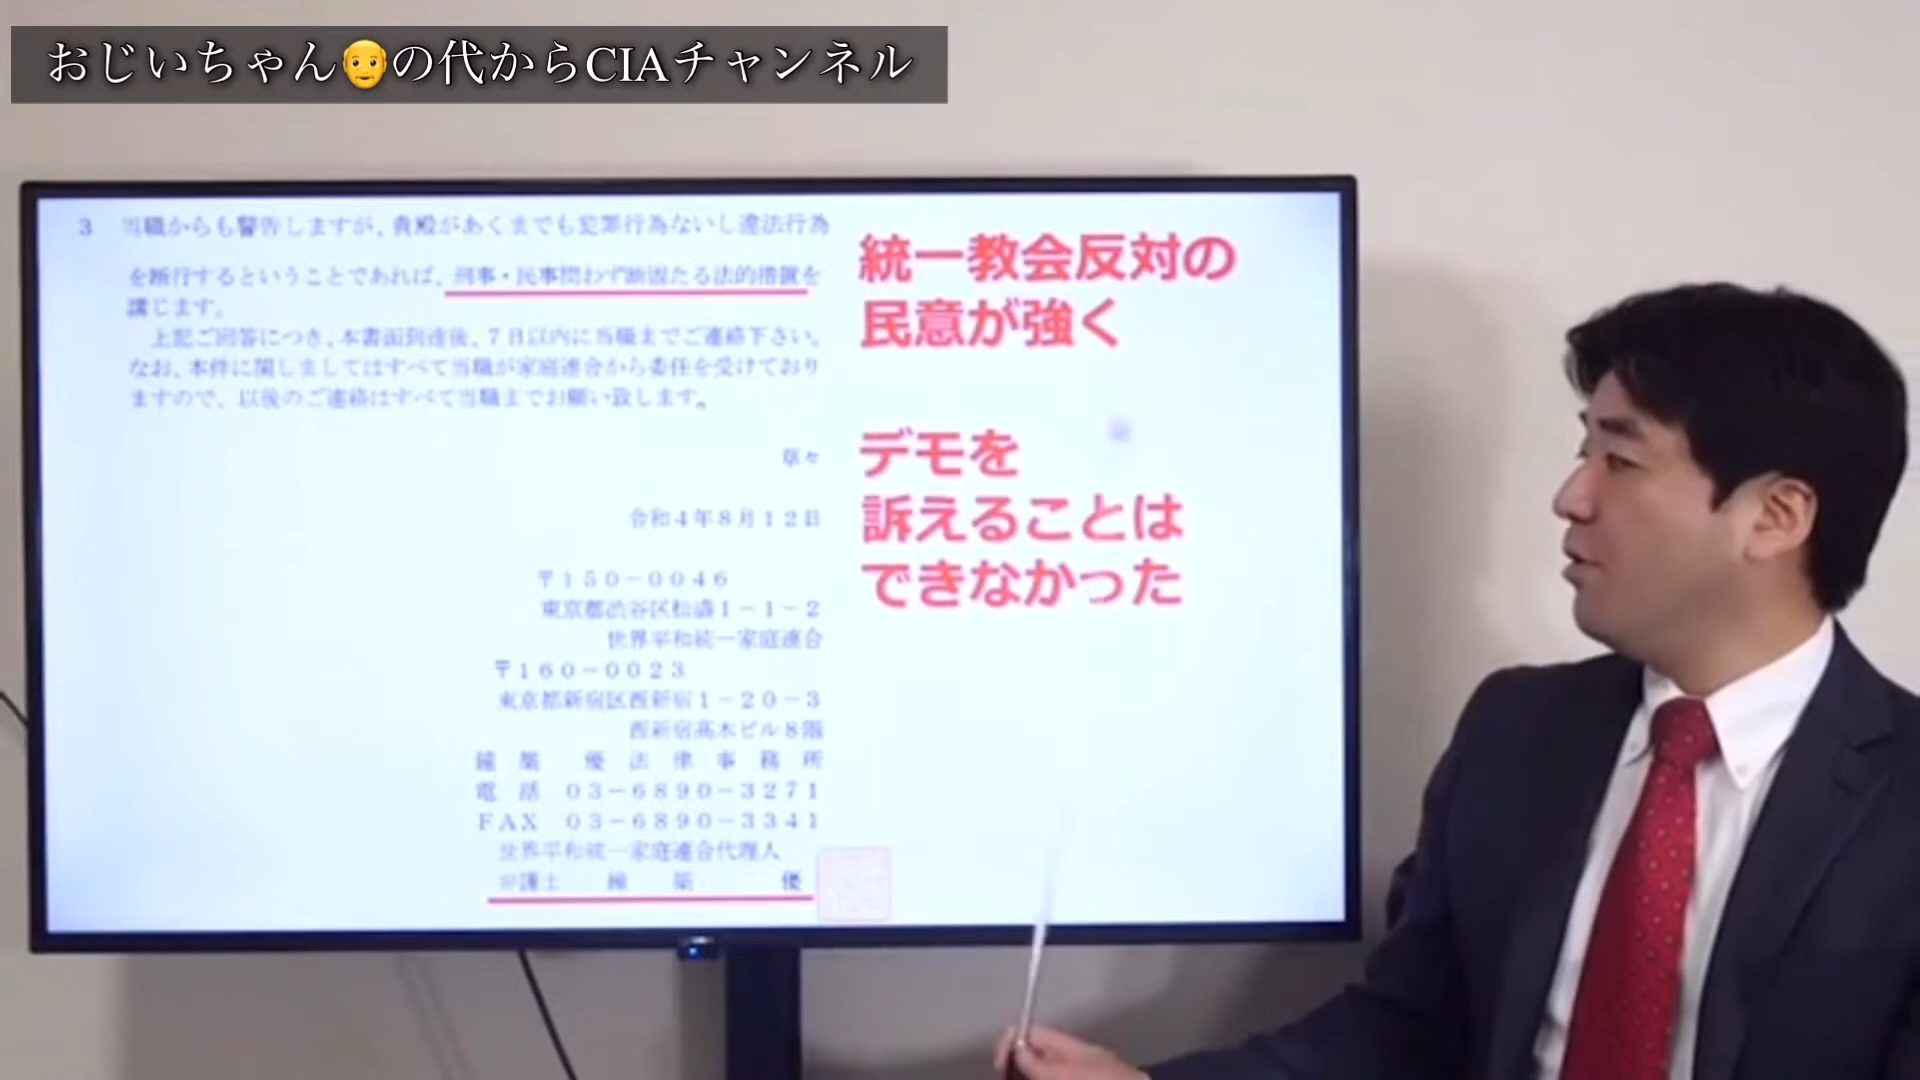 おじいちゃん👴の代からCIAチャンネル
3 当職からも警告しますが、貴殿があくまでも犯罪行為ないし違法行為
を断行するということであれば、刑事・民事問わず断固たる法的措置を
講じます。
上記ご回答につき、本書面到達後、7日以内に当職までご連絡下さい。
なお、本件に関しましてはすべて当職が家庭連合から委任を受けており
ますので、以後のご連絡はすべて当職までお願い致します。
草々
令和4年8月12日
〒150-0046
東京都渋谷区松濤1-1-2
世界平和統一家庭連合
〒160-0023
東京都新宿区西新宿1-20-3
西新宿髙木ビル8階
鐘築 優法律事務所
電話 03-6890-3271
FAX 03-6890-3341
世界平和統一家庭連合代理人
弁護士 鐘築 優
統一教会反対の
民意が強く
デモを
訴えることは
できなかった